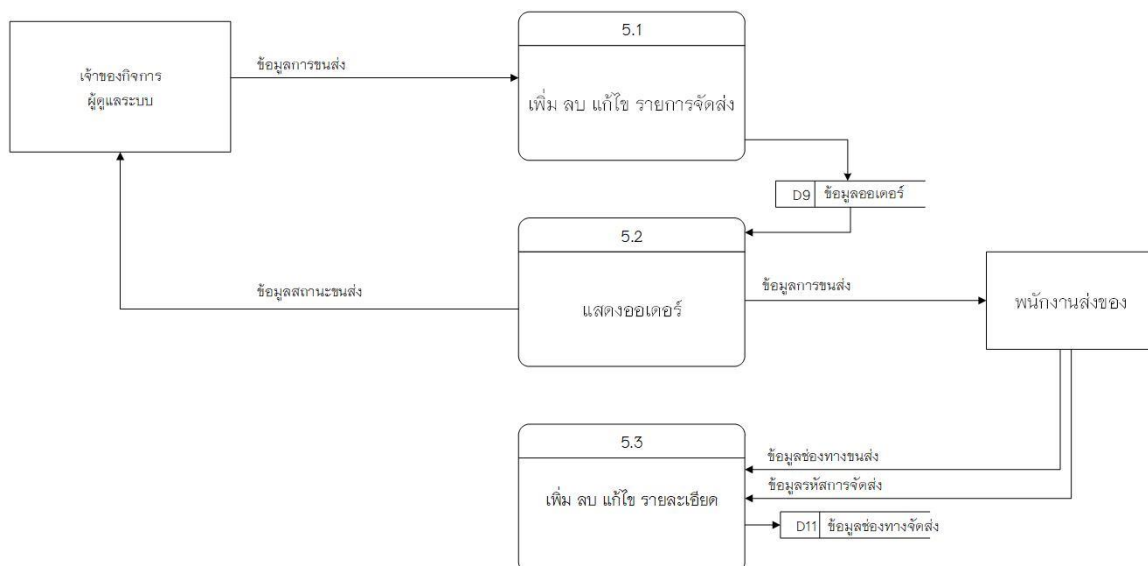 5.1
เจ้าของกิจการ
ผู้ดูแลระบบ
ข้อมูลการขนส่ง
เพิ่ม ลบ แก้ไข รายการจัดส่ง
D9 ข้อมูลออเดอร์
5.2
ข้อมูลสถานะขนส่ง
แสดงออเดอร์
ข้อมูลการขนส่ง
พนักงานส่งของ
5.3
ข้อมูลช่องทางขนส่ง
ข้อมูลรหัสการจัดส่ง
เพิ่ม ลบ แก้ไข รายละเอียด
D11 ข้อมูลช่องทางจัดส่ง